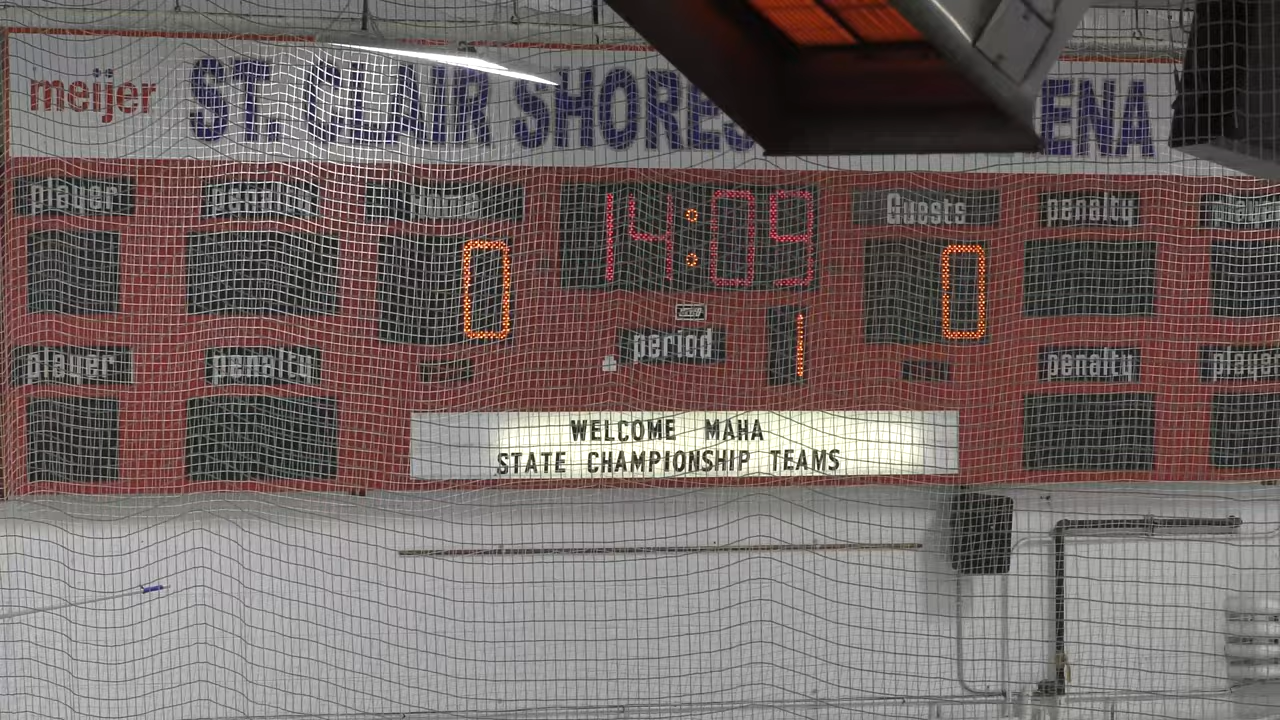 meijer
ST. CLAIR SHORES ENA
player penalty home 14:09 Guests penalty
0 0
period 1
player penalty penalty player
WELCOME MAHA
STATE CHAMPIONSHIP TEAMS